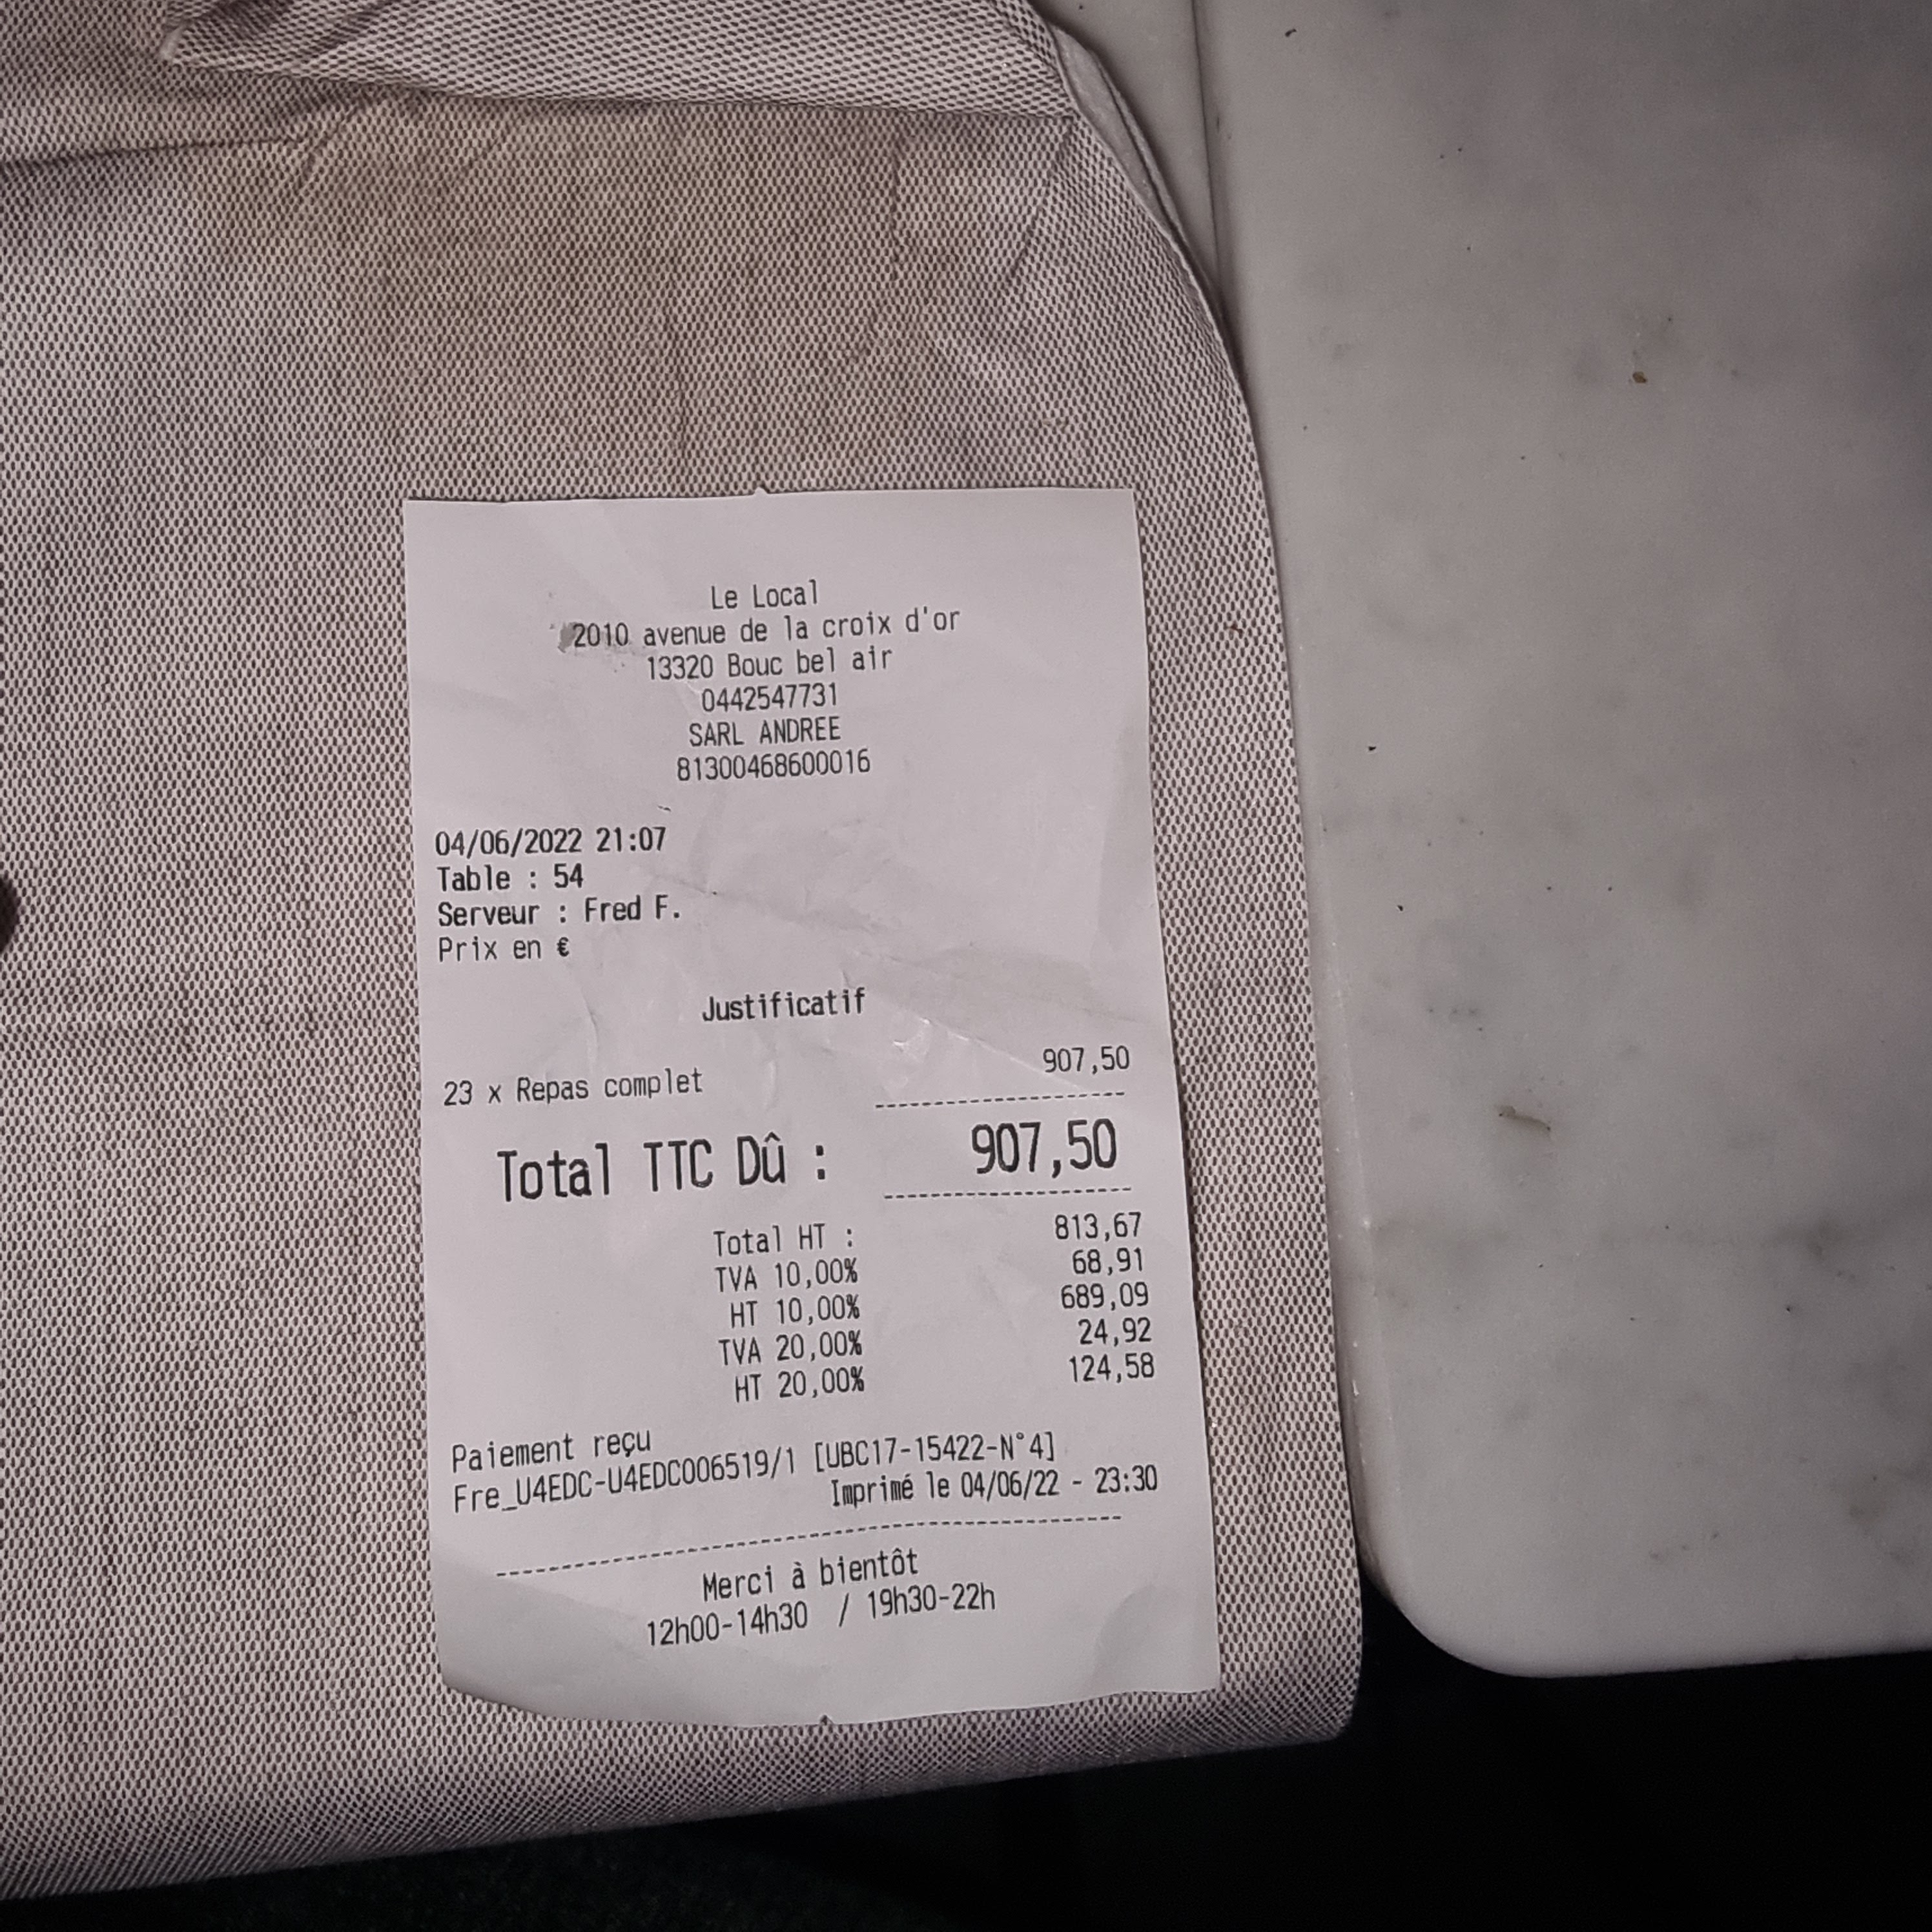 Le Local
2010 avenue de la croix d'or
13320 Bouc bel air
0442547731
SARL ANDREE
81300468600016
04/06/2022 21:07
Table : 54
Serveur : Fred F.
Prix en €
Justificatif
23 x Repas complet 907,50
Total TTC Dû : 907,50
Total HT : 813,67
TVA 10,00% 68,91
HT 10,00% 689,09
TVA 20,00% 24,92
HT 20,00% 124,58
Paiement reçu
Fre_U4EDC-U4EDC006519/1 [UBC17-15422-N°4]
Imprimé le 04/06/22 - 23:30
Merci à bientôt
12h00-14h30 / 19h30-22h